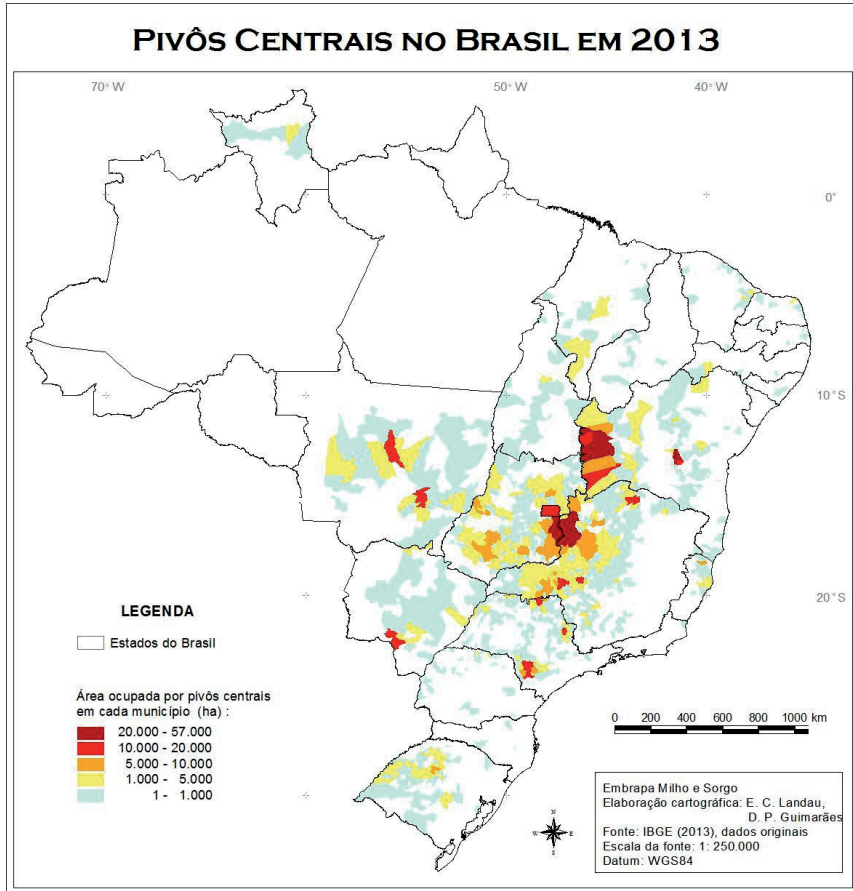 PIVÔS CENTRAIS NO BRASIL EM 2013
70° W
50° W
40° W
0°
10° S
20° S
LEGENDA
Estados do Brasil
Área ocupada por pivôs centrais
em cada município (ha) :
20.000 - 57.000
10.000 - 20.000
5.000 - 10.000
1.000 - 5.000
1 - 1.000
0 200 400 600 800 1000 km
N
W E
S
Embrapa Milho e Sorgo
Elaboração cartográfica: E. C. Landau,
D. P. Guimarães
Fonte: IBGE (2013), dados originais
Escala da fonte: 1: 250.000
Datum: WGS84